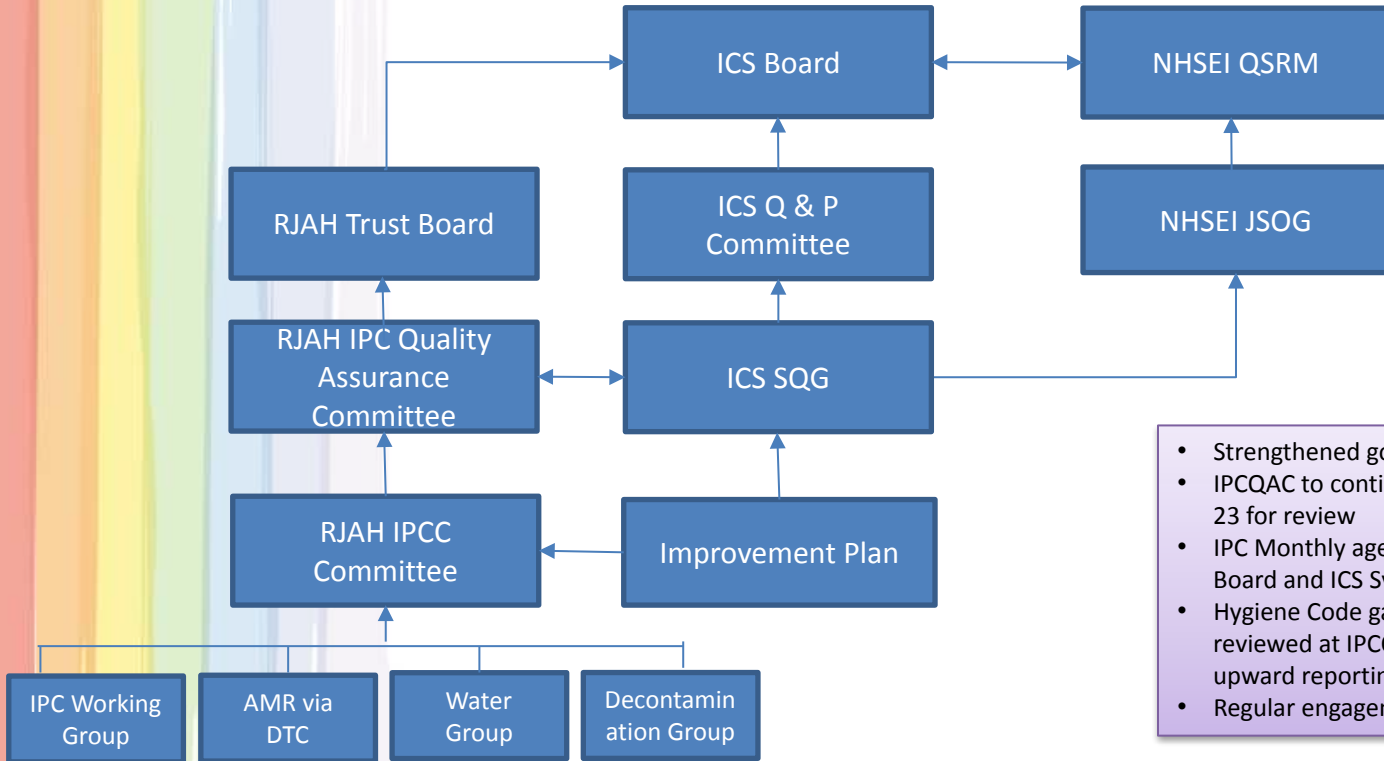 ICS Board
NHSEI QSRM
RJAH Trust Board
ICS Q & P
Committee
NHSEI JSOG
RJAH IPC Quality
Assurance
Committee
ICS SQG
RJAH IPCC
Committee
Improvement Plan
IPC Working
Group
AMR via
DTC
Water
Group
Decontamin
ation Group
• Strengthened
• IPCQAC to
23 for review
• IPC Monthly
Board and ICS
• Hygiene Code
reviewed at
upward
• Regular